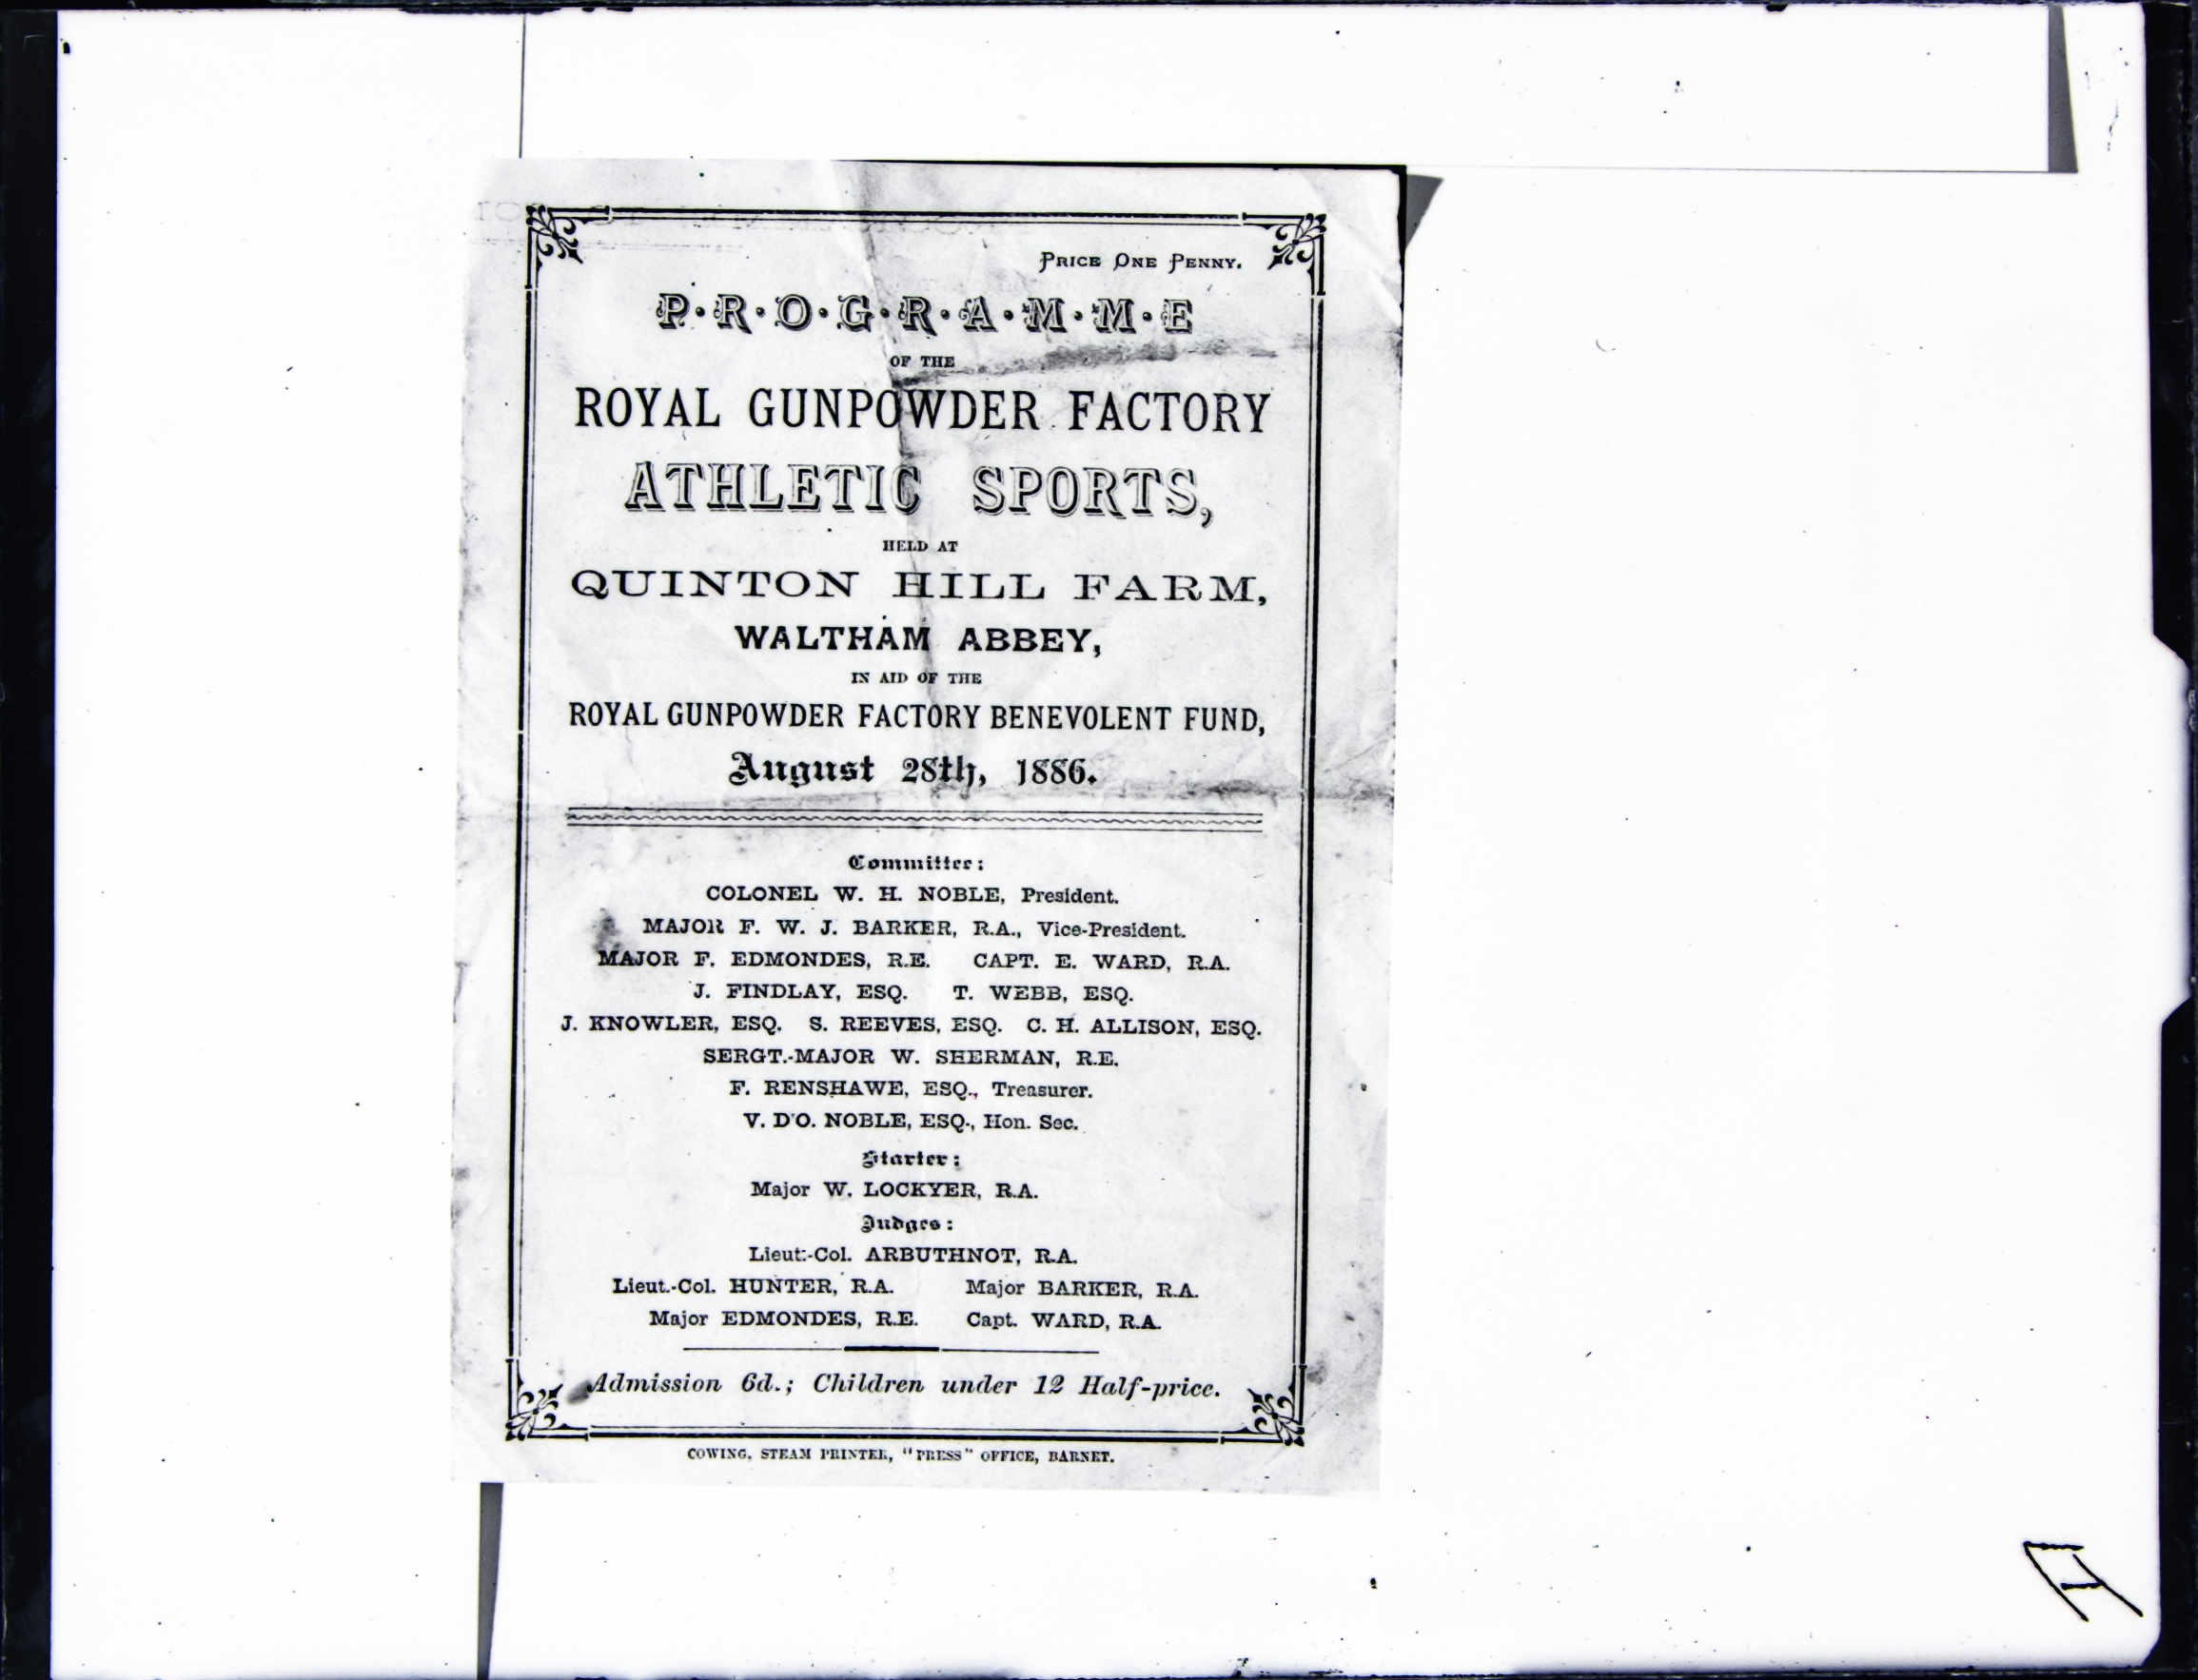 PRICE ONE PENNY.
P·R·O·G·R·A·M·M·E
OF THE
ROYAL GUNPOWDER FACTORY
ATHLETIC SPORTS,
HELD AT
QUINTON HILL FARM,
WALTHAM ABBEY,
IN AID OF THE
ROYAL GUNPOWDER FACTORY BENEVOLENT FUND,
August 28th, 1886.
Committee:
COLONEL W. H. NOBLE, President.
MAJOR F. W. J. BARKER, R.A., Vice-President.
MAJOR F. EDMONDES, R.E. CAPT. E. WARD, R.A.
J. FINDLAY, ESQ. T. WEBB, ESQ.
J. KNOWLER, ESQ. S. REEVES, ESQ. C. H. ALLISON, ESQ.
SERGT.-MAJOR W. SHERMAN, R.E.
F. RENSHAWE, ESQ., Treasurer.
V. D'O. NOBLE, ESQ., Hon. Sec.
Starter:
Major W. LOCKYER, R.A.
Judges:
Lieut.-Col. ARBUTHNOT, R.A.
Lieut.-Col. HUNTER, R.A. Major BARKER, R.A.
Major EDMONDES, R.E. Capt. WARD, R.A.
Admission 6d.; Children under 12 Half-price.
COWING, STEAM PRINTER, "PRESS" OFFICE, BARNET.